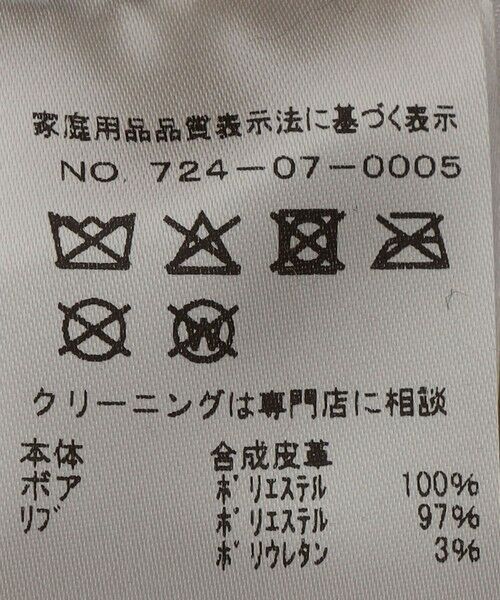 家庭用品品質表示法に基づく表示
NO. 724-07-0005
W
クリーニングは専門店に相談
本体 合成皮革
ボア ポリエステル 100%
リブ ポリエステル 97%
ポリウレタン 3%